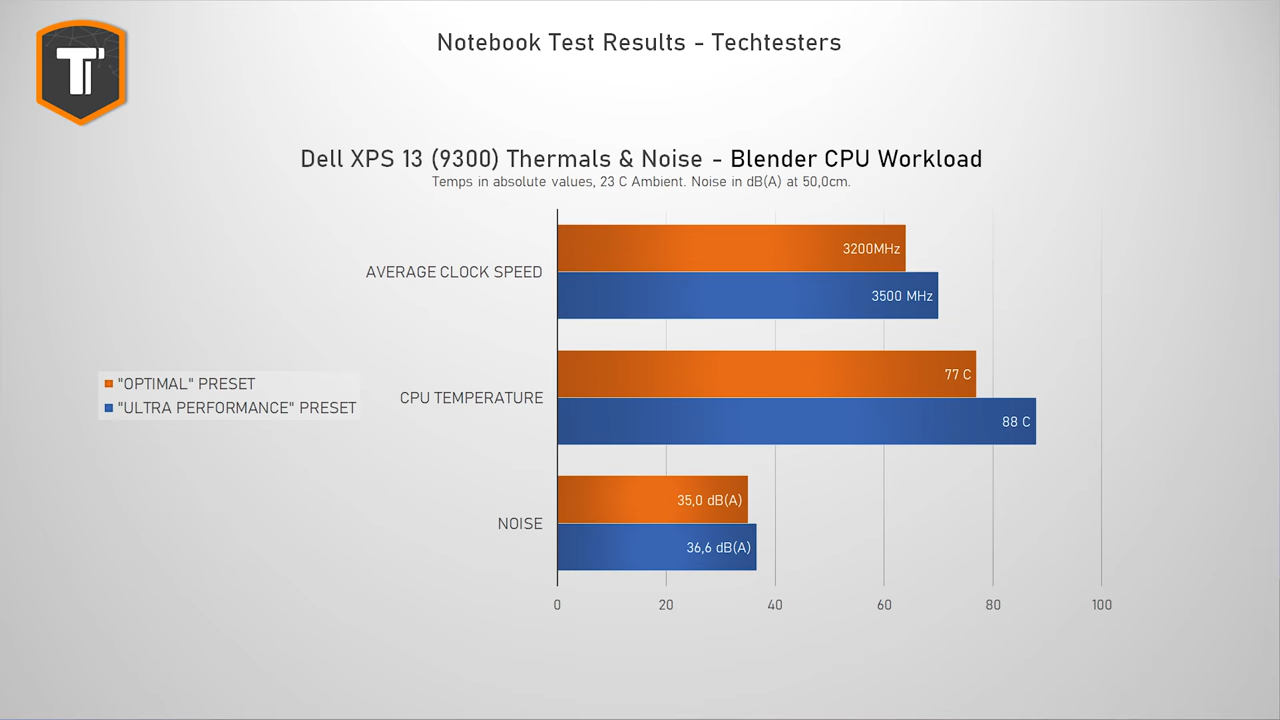 Notebook Test Results - Techtesters
Dell XPS 13 (9300) Thermals & Noise - Blender CPU Workload
Temps in absolute values, 23 C Ambient. Noise in dB(A) at 50,0cm.
AVERAGE CLOCK SPEED
3200MHz
3500 MHz
"OPTIMAL" PRESET
"ULTRA PERFORMANCE" PRESET
CPU TEMPERATURE
77 C
88 C
NOISE
35,0 dB(A)
36,6 dB(A)
0 20 40 60 80 100